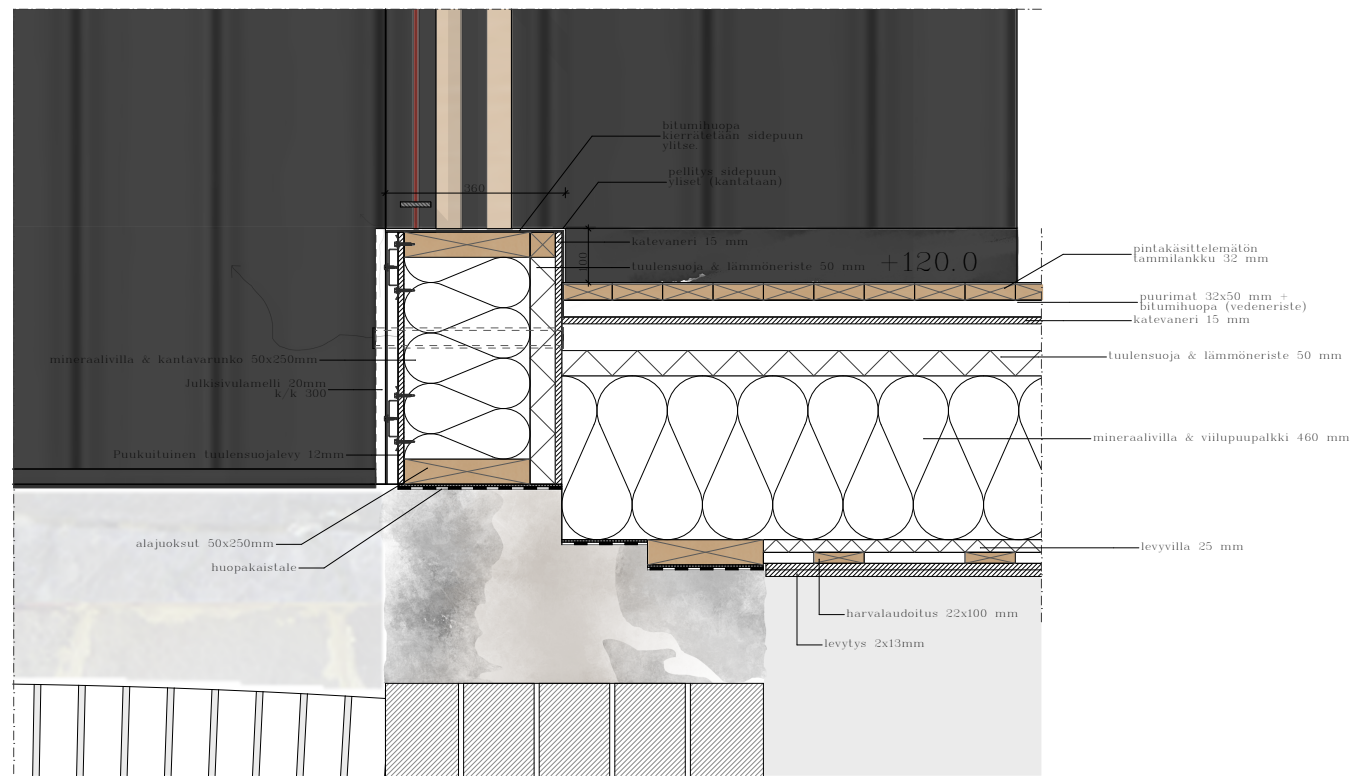 bitumihuopa
kierrätetään sidepuun
ylitse.
pellitys sidepuun
yliset (kantataan)
360
katevaneri 15 mm
100
tuulensuoja & lämmöneriste 50 mm
+120.0
pintakäsittelemätön
tammilankku 32 mm
puurimat 32x50 mm +
bitumihuopa (vedeneriste)
katevaneri 15 mm
tuulensuoja & lämmöneriste 50 mm
mineraalivilla & kantavarunko 50x250mm
Julkisivulamelli 20mm
k/k 300
mineraalivilla & viilupuupalkki 460 mm
Puukuituinen tuulensuojalevy 12mm
alajuoksut 50x250mm
levyvilla 25 mm
huopakaistale
harvalaudoitus 22x100 mm
levytys 2x13mm